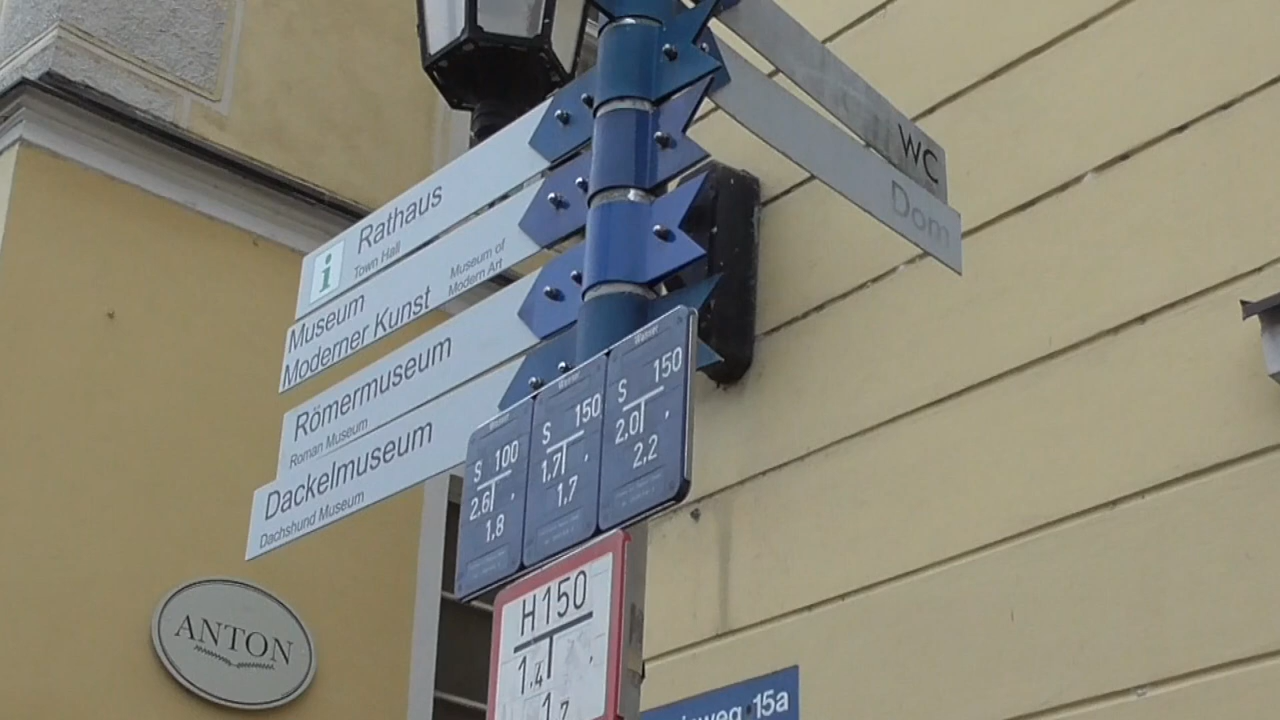 WC
Dom
i
Rathaus
Town Hall
Museum
Moderner Kunst
Museum of
Modern Art
Römermuseum
Roman Museum
Dackelmuseum
Dachshund Museum
S 100
2.6
1.8
S 150
1.7
1.7
S 150
2.0
2.2
H150
1.4
1.7
ANTON
15a